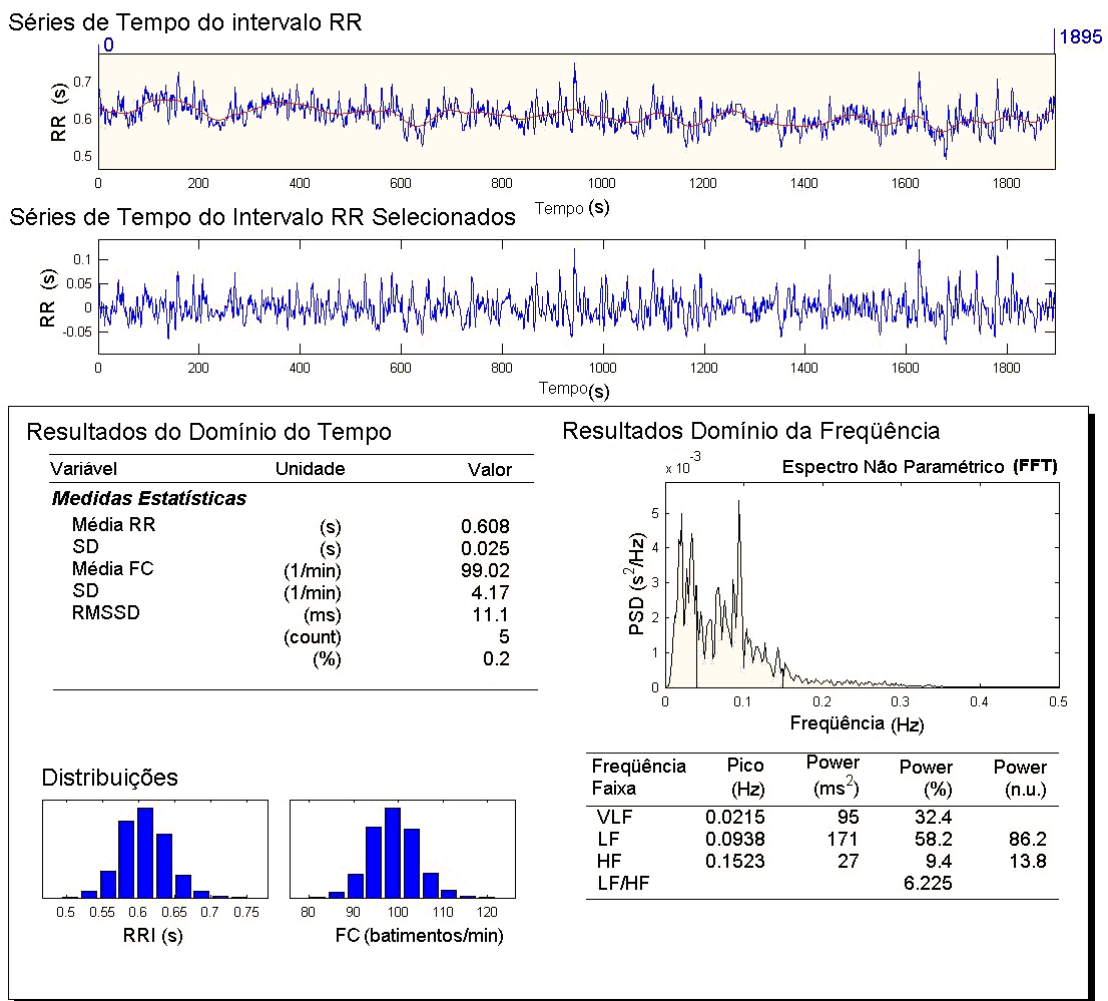 Séries de Tempo do intervalo RR
0
1895
RR (s)
0.7
0.6
0.5
0 200 400 600 800 1000 1200 1400 1600 1800
Tempo (s)
Séries de Tempo do Intervalo RR Selecionados
RR (s)
0.1
0.05
0
-0.05
0 200 400 600 800 1000 1200 1400 1600 1800
Tempo(s)
Resultados do Domínio do Tempo
Variável Unidade Valor
Medidas Estatísticas
Média RR (s) 0.608
SD (s) 0.025
Média FC (1/min) 99.02
SD (1/min) 4.17
RMSSD (ms) 11.1
(count) 5
(%) 0.2
Distribuições
0.5 0.55 0.6 0.65 0.7 0.75
RRI (s)
80 90 100 110 120
FC (batimentos/min)
Resultados Domínio da Freqüência
x 10-3
Espectro Não Paramétrico (FFT)
PSD (s2/Hz)
5
4
3
2
1
0
0 0.1 0.2 0.3 0.4 0.5
Freqüência (Hz)
Freqüência Pico Power Power Power
Faixa (Hz) (ms2) (%) (n.u.)
VLF 0.0215 95 32.4
LF 0.0938 171 58.2 86.2
HF 0.1523 27 9.4 13.8
LF/HF 6.225